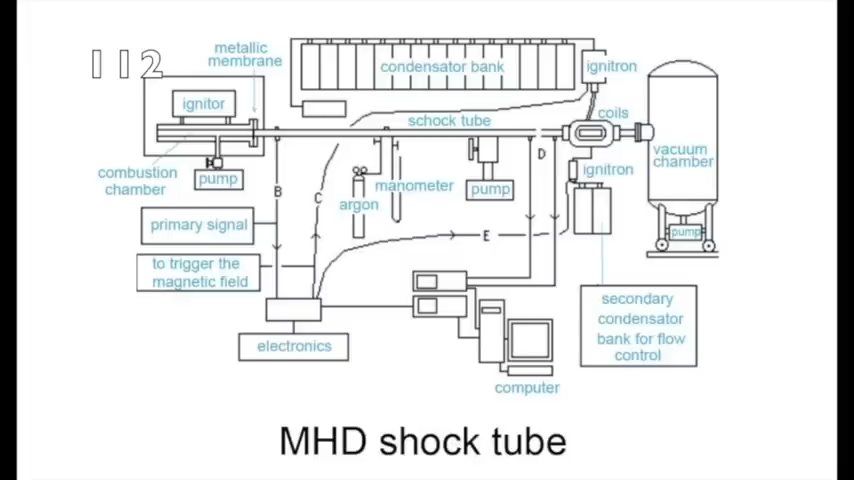 112
metallic
membrane
condensator bank
ignitron
ignitor
coils
schock tube
vacuum
chamber
D
ignitron
combustion
chamber
pump
B
manometer
pump
C
argon
primary signal
E
pump
to trigger the
magnetic field
secondary
condensator
bank for flow
control
electronics
computer
MHD shock tube